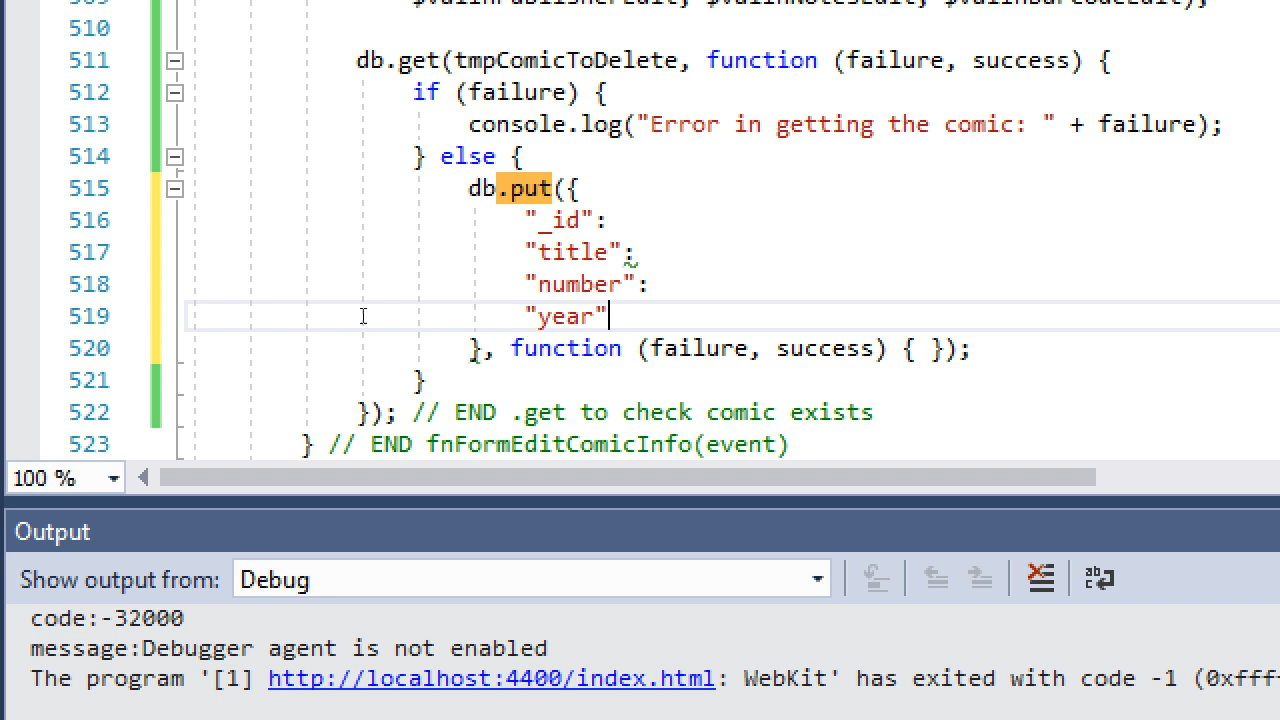 510
511 db.get(tmpComicToDelete, function (failure, success) {
512 if (failure) {
513 console.log("Error in getting the comic: " + failure);
514 } else {
515 db.put({
516 "_id":
517 "title":
518 "number":
519 "year"
520 }, function (failure, success) { });
521 }
522 }); // END .get to check comic exists
523 } // END fnFormEditComicInfo(event)
100 %
Output
Show output from: Debug
code:-32000
message:Debugger agent is not enabled
The program '[1] http://localhost:4400/index.html: WebKit' has exited with code -1